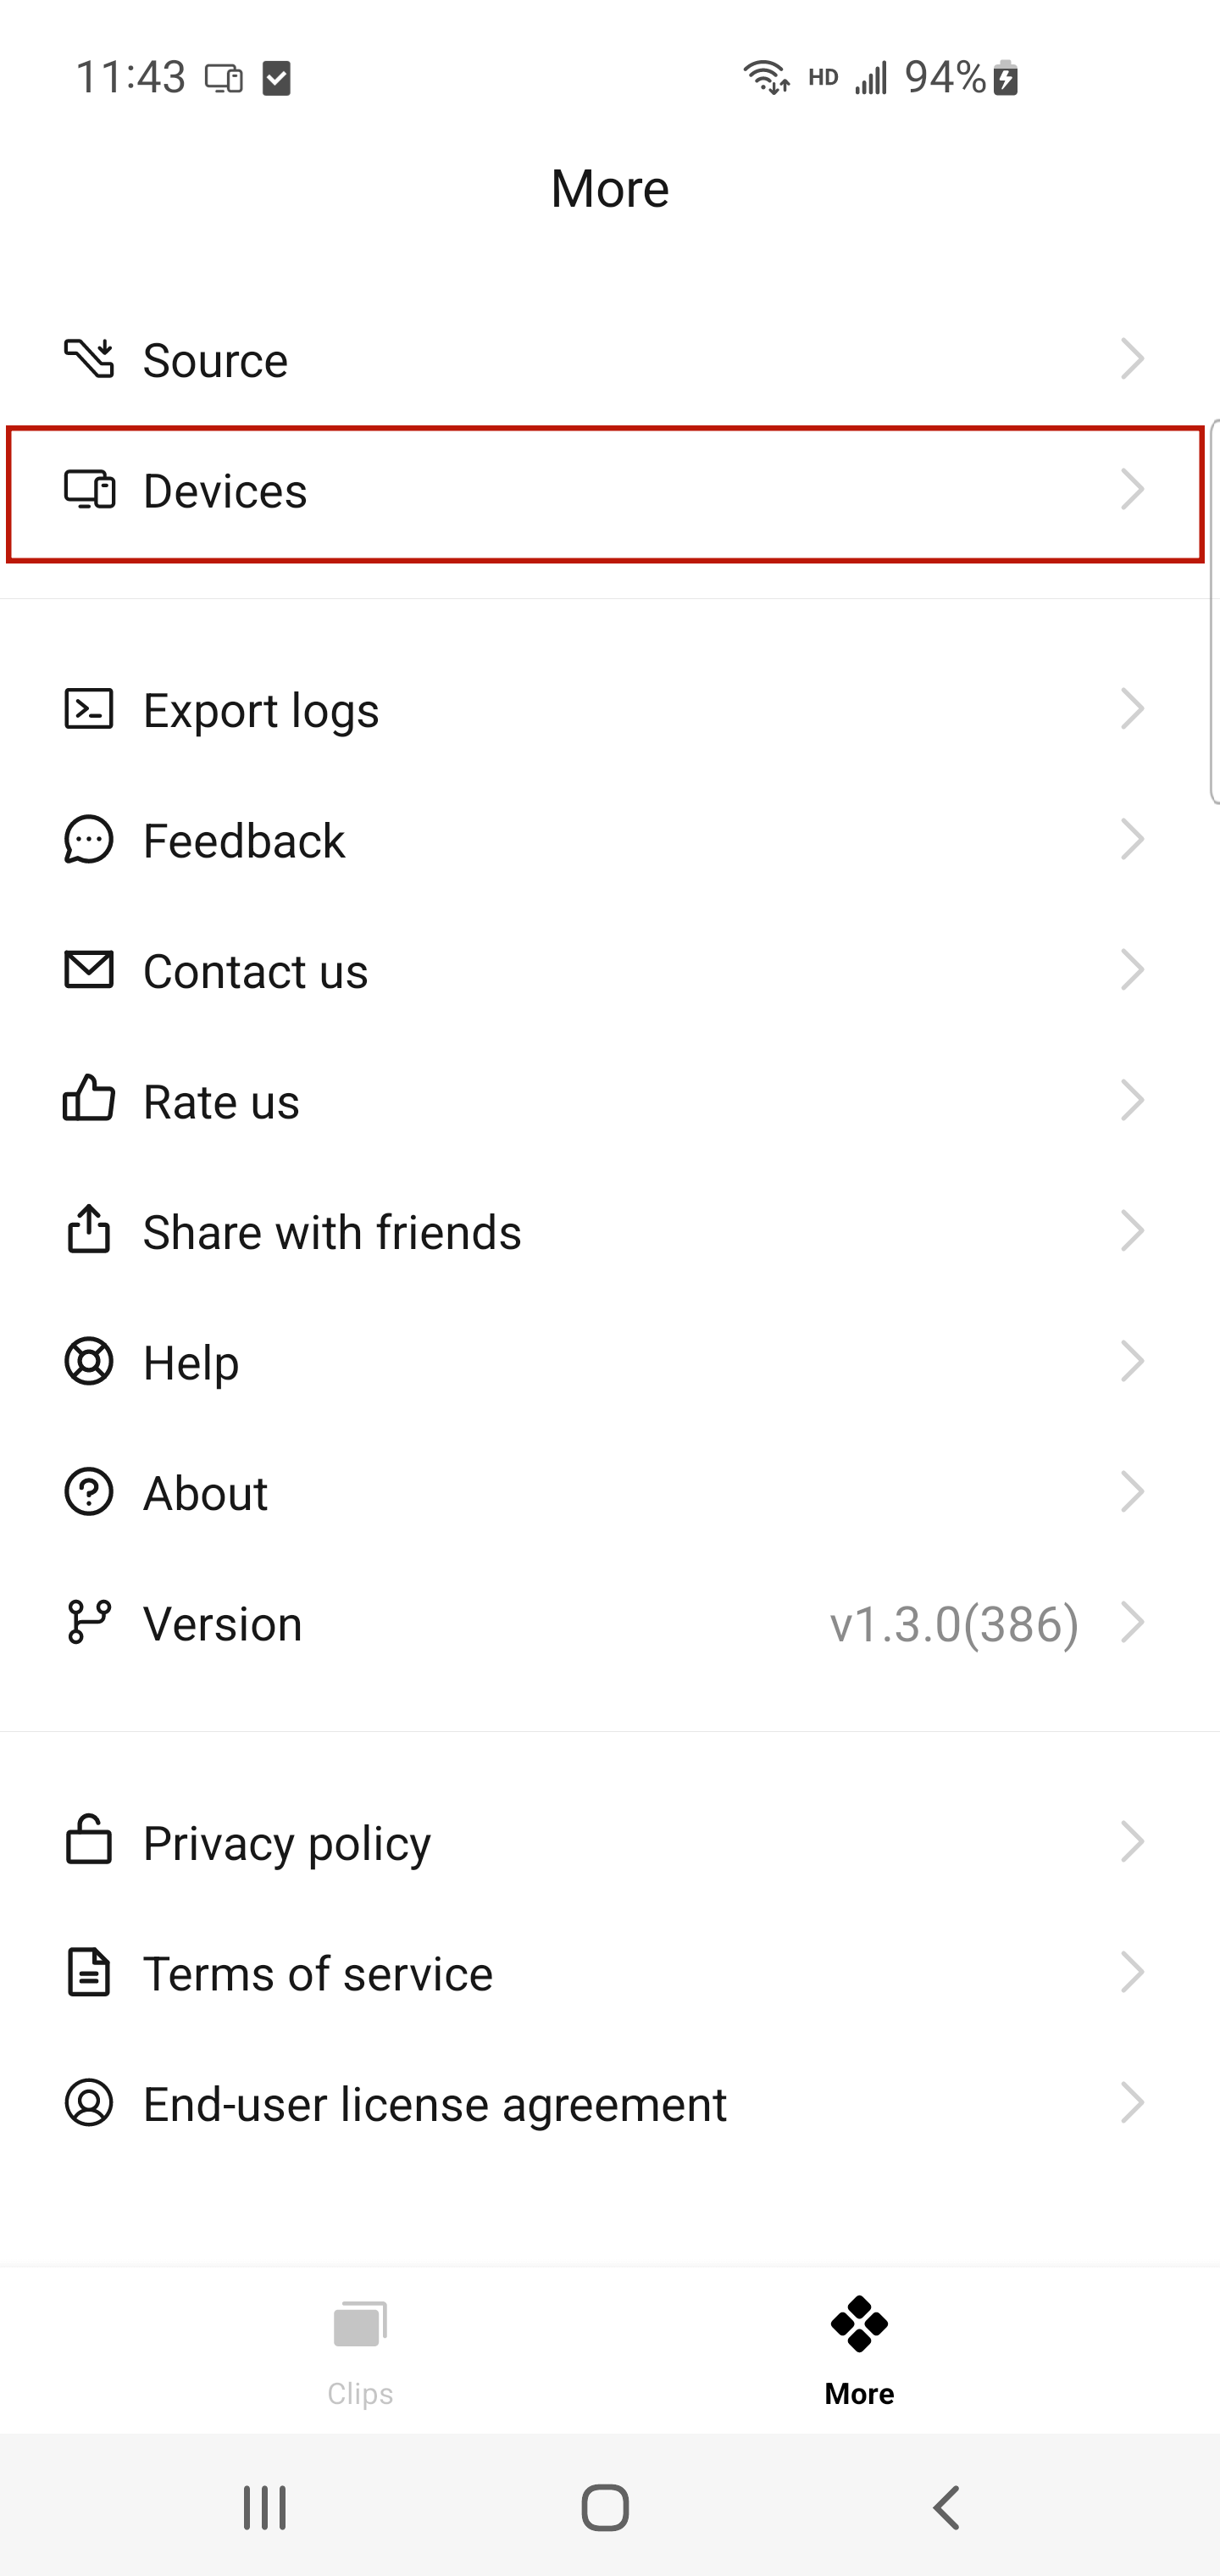 11:43 HD 94%
More
Source
Devices
Export logs
Feedback
Contact us
Rate us
Share with friends
Help
About
Version v1.3.0(386)
Privacy policy
Terms of service
End-user license agreement
Clips More